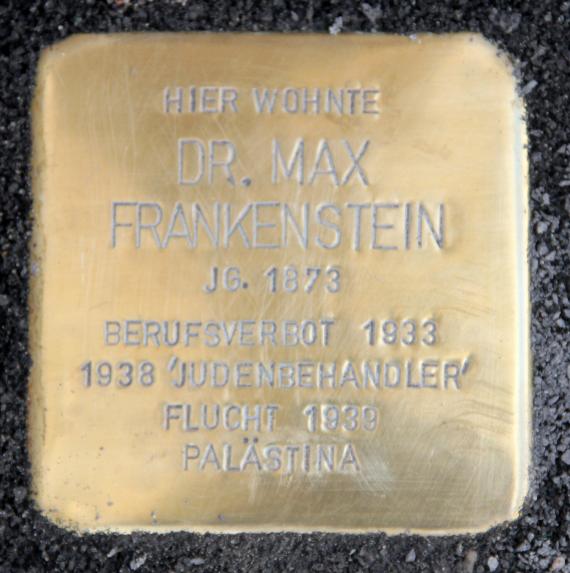 HIER WOHNTE
DR. MAX
FRANKENSTEIN
JG. 1873
BERUFSVERBOT 1933
1938 'JUDENBEHANDLER'
FLUCHT 1939
PALÄSTINA